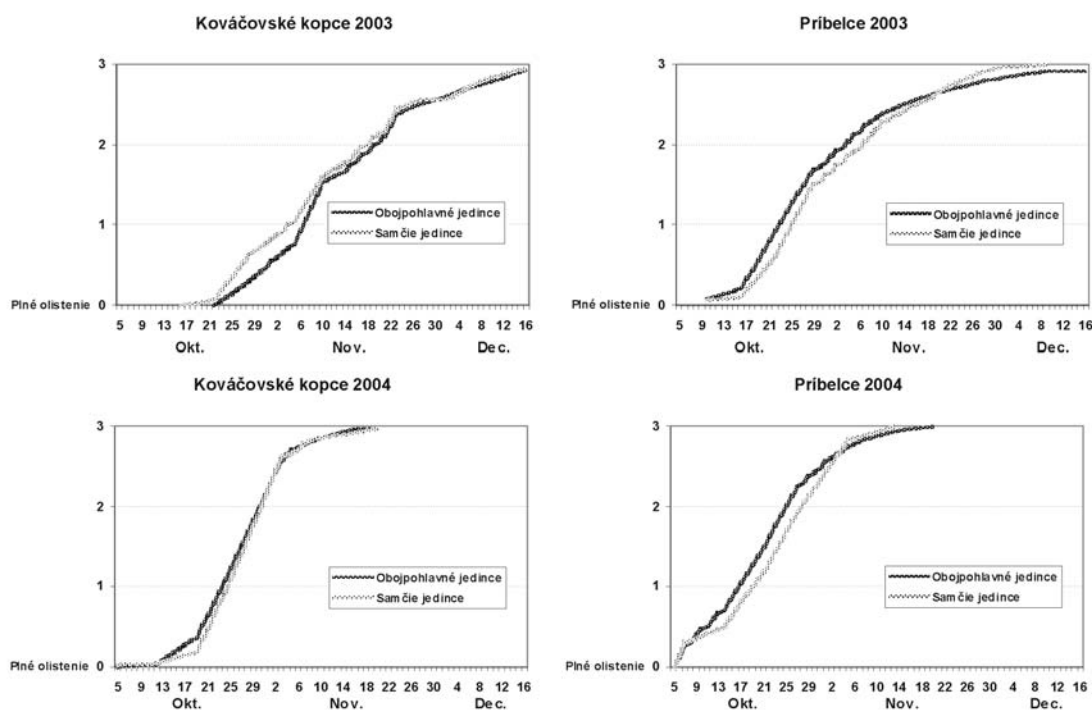 Kováčovské kopce 2003
3
2
1
Plné olistenie 0
Obojpohlavné jedince
Samčie jedince
5 9 13 17 21 25 29 2 6 10 14 18 22 26 30 4 8 12 16
Okt. Nov. Dec.
Príbelce 2003
3
2
1
Plné olistenie 0
Obojpohlavné jedince
Samčie jedince
5 9 13 17 21 25 29 2 6 10 14 18 22 26 30 4 8 12 16
Okt. Nov. Dec.
Kováčovské kopce 2004
3
2
1
Plné olistenie 0
Obojpohlavné jedince
Samčie jedince
5 9 13 17 21 25 29 2 6 10 14 18 22 26 30 4 8 12 16
Okt. Nov. Dec.
Príbelce 2004
3
2
1
Plné olistenie 0
Obojpohlavné jedince
Samčie jedince
5 9 13 17 21 25 29 2 6 10 14 18 22 26 30 4 8 12 16
Okt. Nov. Dec.